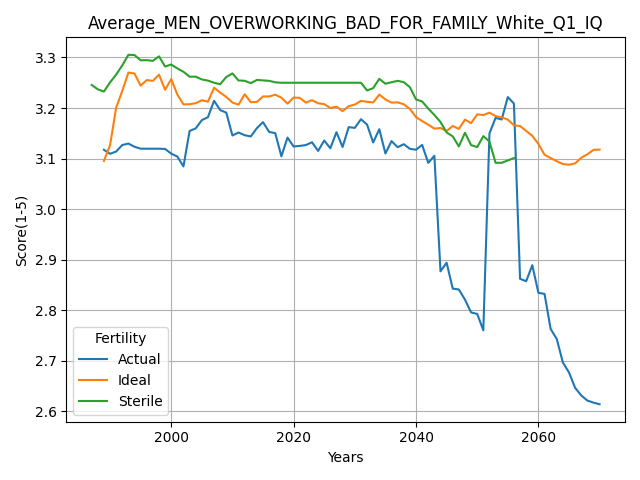 Average_MEN_OVERWORKING_BAD_FOR_FAMILY_White_Q1_IQ
3.3
3.2
3.1
3.0
2.9
2.8
2.7
2.6
Score(1-5)
Fertility
Actual
Ideal
Sterile
2000
2020
2040
2060
Years